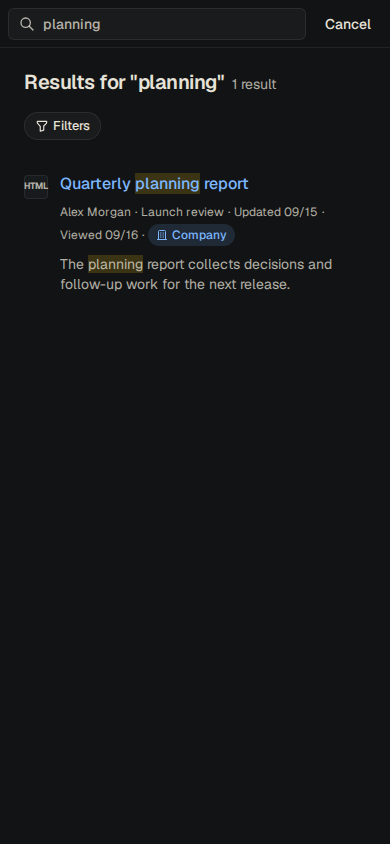 planning
Cancel
Results for "planning" 1 result
Filters
HTML
Quarterly planning report
Alex Morgan · Launch review · Updated 09/15 ·
Viewed 09/16 · Company
The planning report collects decisions and
follow-up work for the next release.